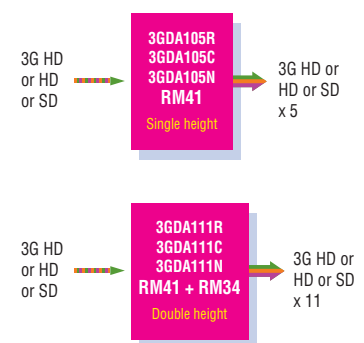 3G HD
or HD
or SD
3GDA105R
3GDA105C
3GDA105N
RM41
Single height
3G HD or
HD or SD
x 5
3G HD
or HD
or SD
3GDA111R
3GDA111C
3GDA111N
RM41 + RM34
Double height
3G HD or
HD or SD
x 11